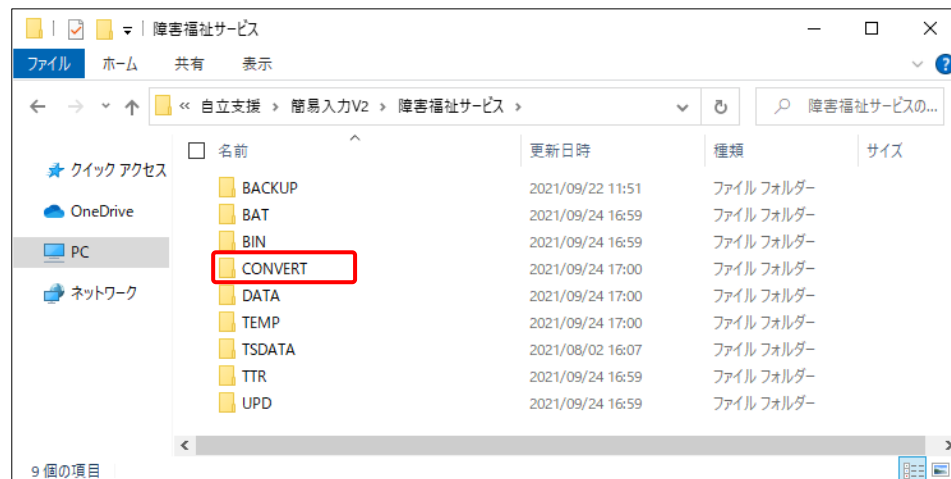 障害福祉サービス
ファイル ホーム 共有 表示
« 自立支援 › 簡易入力V2 › 障害福祉サービス › 障害福祉サービスの...
名前 更新日時 種類 サイズ
クイック アクセス
OneDrive
PC
ネットワーク
BACKUP 2021/09/22 11:51 ファイル フォルダー
BAT 2021/09/24 16:59 ファイル フォルダー
BIN 2021/09/24 16:59 ファイル フォルダー
CONVERT 2021/09/24 17:00 ファイル フォルダー
DATA 2021/09/24 17:00 ファイル フォルダー
TEMP 2021/09/24 17:00 ファイル フォルダー
TSDATA 2021/08/02 16:07 ファイル フォルダー
TTR 2021/09/24 16:59 ファイル フォルダー
UPD 2021/09/24 16:59 ファイル フォルダー
9 個の項目